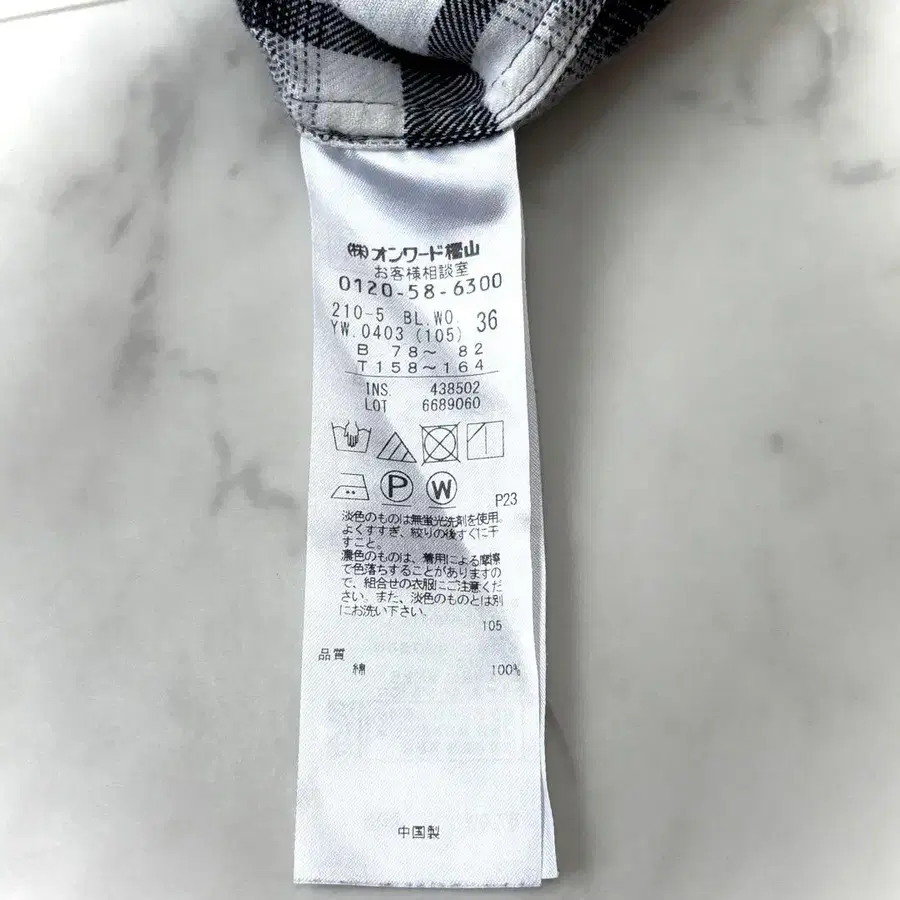 (株)オンワード樫山
お客様相談室
0120-58-6300
210-5 BL.WO. 36
YW.0403 (105)
B 78~ 82
T158~164
INS. 438502
LOT 6689060
P W P23
淡色のものは無蛍光洗剤を使用。
よくすすぎ、絞りの後すぐに干
すこと。
濃色のものは、着用による摩擦
で色落ちすることがありますの
で、組合せの衣服にご注意くだ
さい。また、淡色のものとは別
にお洗い下さい。
105
品質
綿 100%
中国製